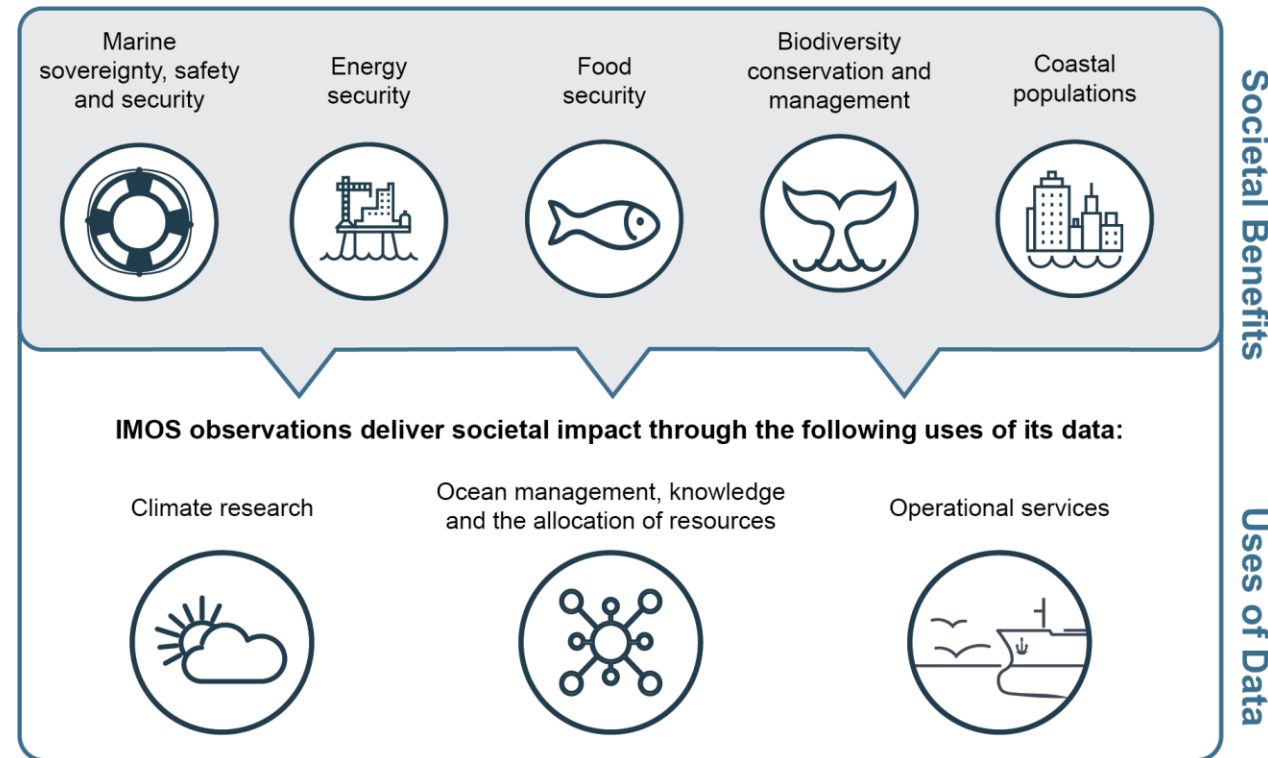 Marine
sovereignty, safety
and security
Energy
security
Food
security
Biodiversity
conservation and
management
Coastal
populations
Societal Benefits
IMOS observations deliver societal impact through the following uses of its data:
Climate research
Ocean management, knowledge
and the allocation of resources
Operational services
Uses of Data